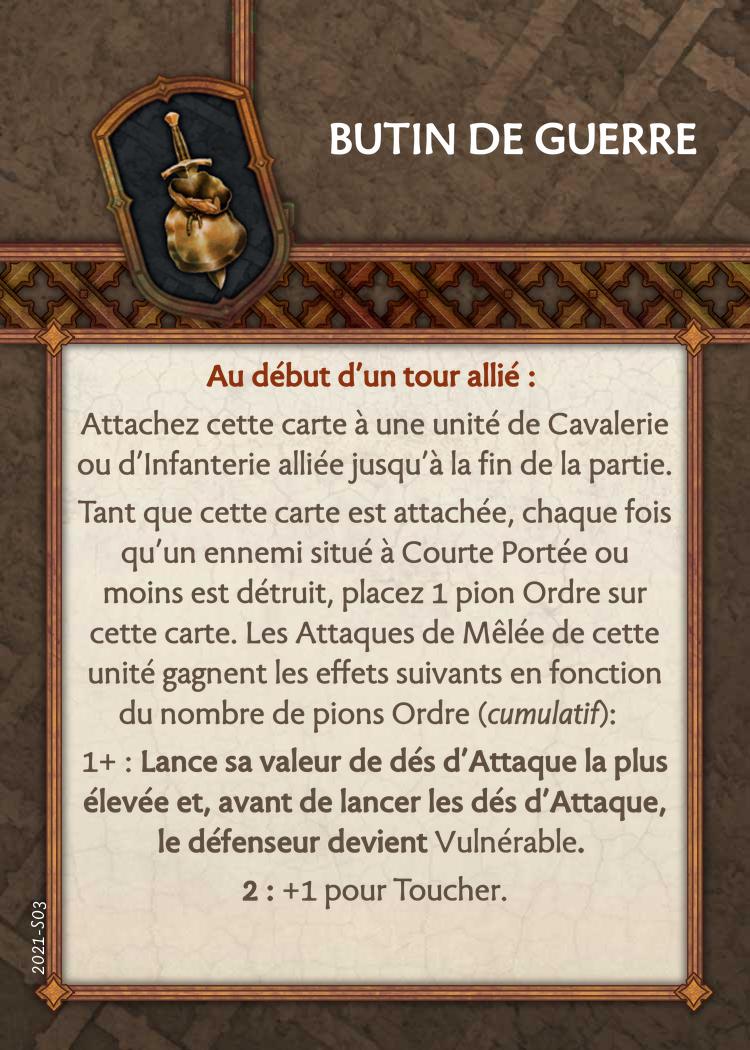 BUTIN DE GUERRE
Au début d’un tour allié :
Attachez cette carte à une unité de Cavalerie
ou d’Infanterie alliée jusqu’à la fin de la partie.
Tant que cette carte est attachée, chaque fois
qu’un ennemi situé à Courte Portée ou
moins est détruit, placez 1 pion Ordre sur
cette carte. Les Attaques de Mêlée de cette
unité gagnent les effets suivants en fonction
du nombre de pions Ordre (cumulatif):
1+ : Lance sa valeur de dés d’Attaque la plus
élevée et, avant de lancer les dés d’Attaque,
le défenseur devient Vulnérable.
2 : +1 pour Toucher.
2021-S03